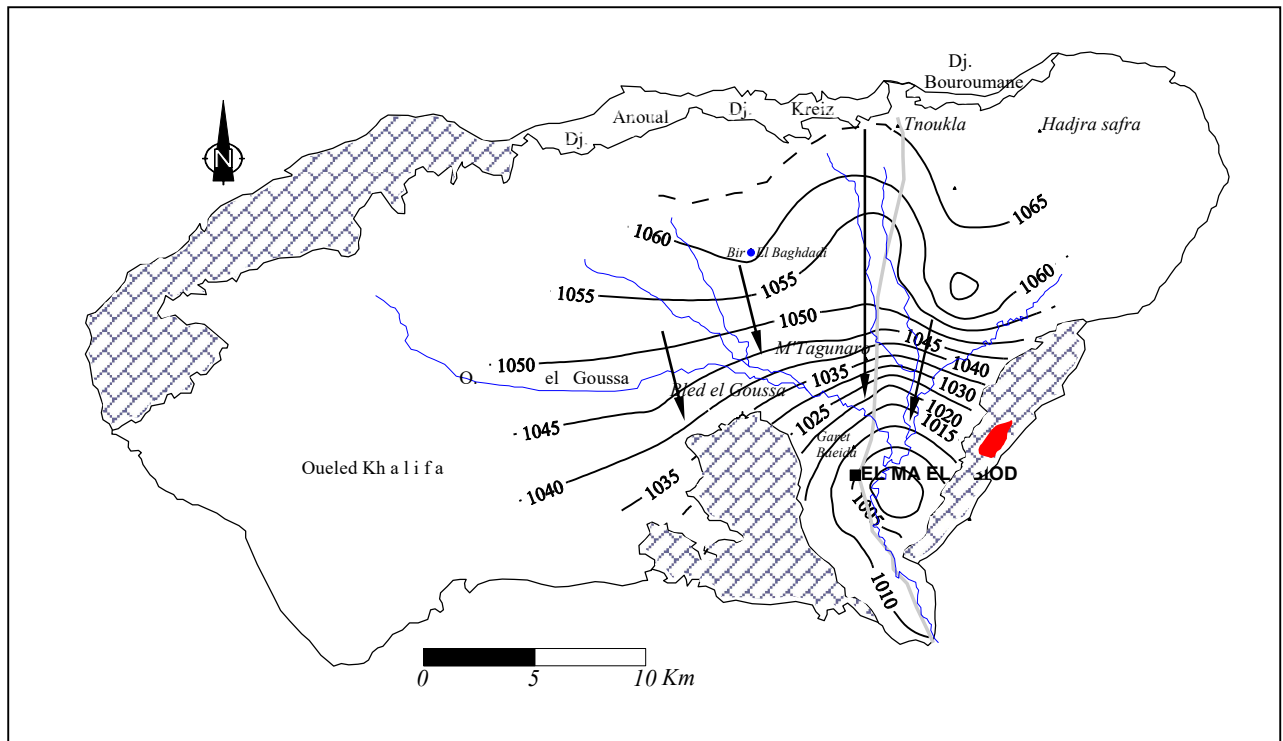 Dj.
Bouroumane
Anoual
Dj.
Kreiz
Dj.
Tnoukla
Hadjra safra
N
1065
1060
Bir El Baghdadi
1060
1055
1055
1050
1050
M'Tagunaro
1045
1040
1035
1030
O. el Goussa
Bled el Goussa
1025
1020
1015
1045
Garet
Baeida
Oueled Khalifa
1040
1035
EL MA EL IOD
1005
1010
0 5 10 Km